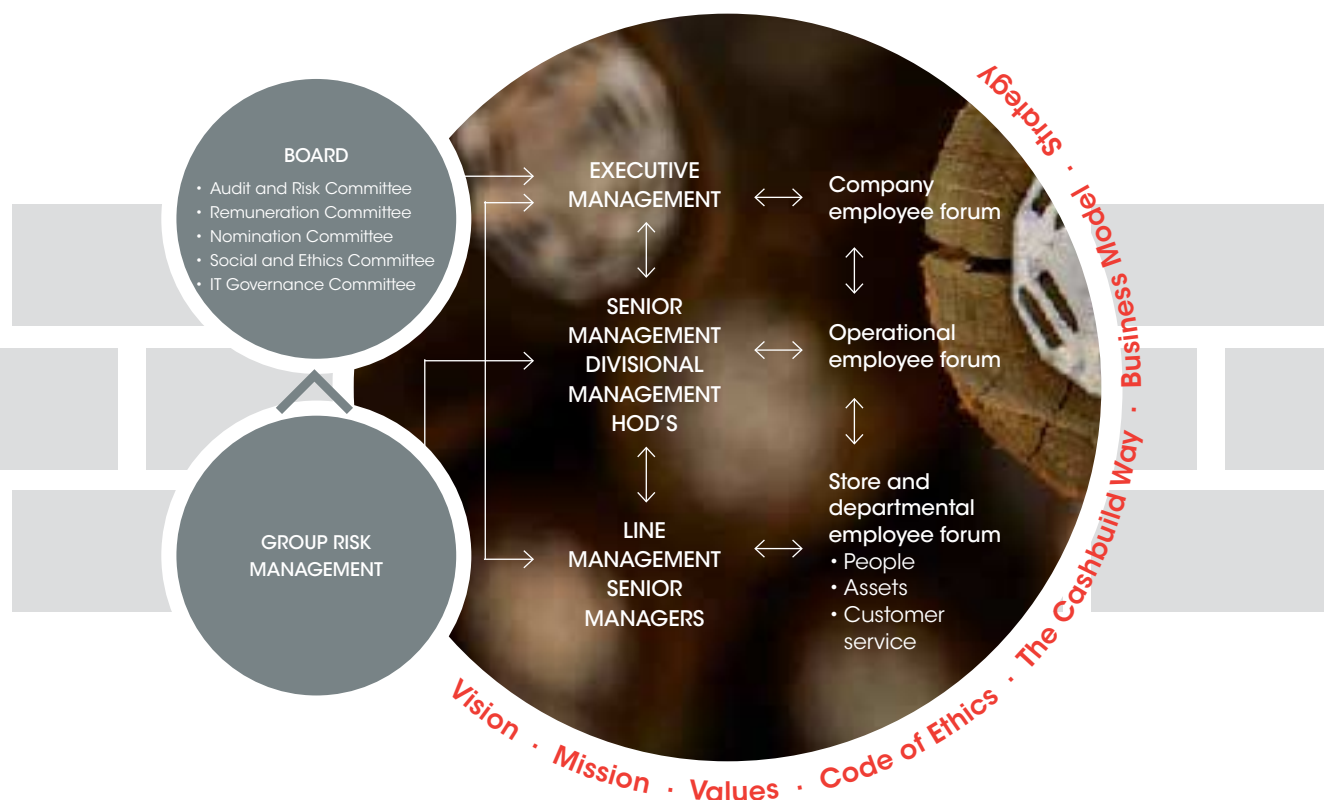 BOARD
• Audit and Risk Committee
• Remuneration Committee
• Nomination Committee
• Social and Ethics Committee
• IT Governance Committee
GROUP RISK
MANAGEMENT
EXECUTIVE
MANAGEMENT
SENIOR
MANAGEMENT
DIVISIONAL
MANAGEMENT
HOD'S
LINE
MANAGEMENT
SENIOR
MANAGERS
Company
employee forum
Operational
employee forum
Store and
departmental
employee forum
• People
• Assets
• Customer
service
Vision · Mission · Values · Code of Ethics · The Cashbuild Way · Business Model · Strategy